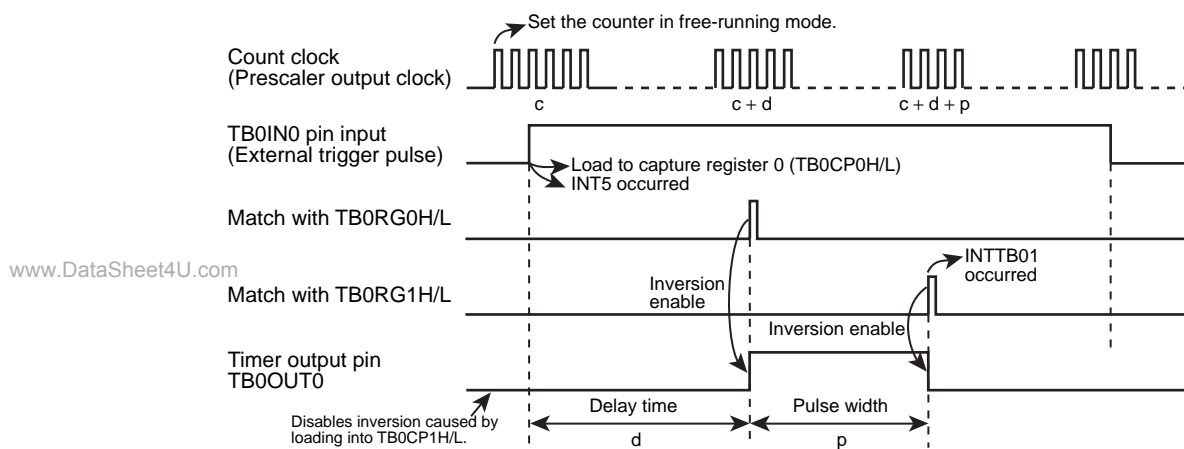 Set the counter in free-running mode.
Count clock
(Prescaler output clock)
c
c + d
c + d + p
TB0IN0 pin input
(External trigger pulse)
Load to capture register 0 (TB0CP0H/L)
INT5 occurred
Match with TB0RG0H/L
www.DataSheet4U.com
INTTB01
occurred
Inversion
enable
Match with TB0RG1H/L
Inversion enable
Timer output pin
TB0OUT0
Disables inversion caused by
loading into TB0CP1H/L.
Delay time
Pulse width
d
p